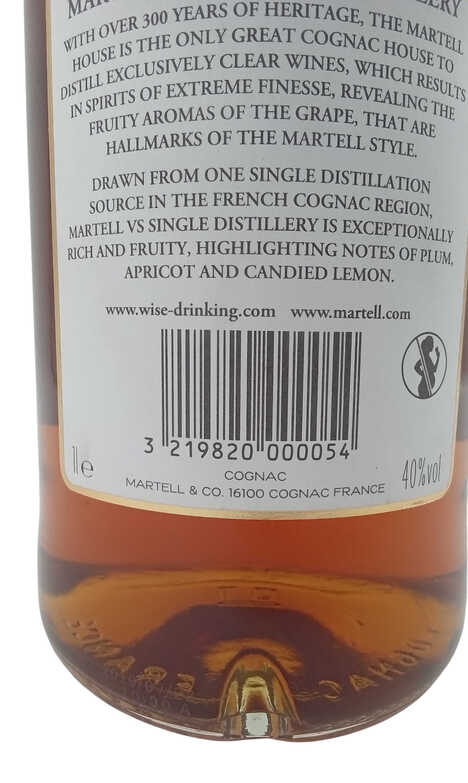 WITH OVER 300 YEARS OF HERITAGE, THE MARTELL
HOUSE IS THE ONLY GREAT COGNAC HOUSE TO
DISTILL EXCLUSIVELY CLEAR WINES, WHICH RESULTS
IN SPIRITS OF EXTREME FINESSE, REVEALING THE
FRUITY AROMAS OF THE GRAPE, THAT ARE
HALLMARKS OF THE MARTELL STYLE.
DRAWN FROM ONE SINGLE DISTILLATION
SOURCE IN THE FRENCH COGNAC REGION,
MARTELL VS SINGLE DISTILLERY IS EXCEPTIONALLY
RICH AND FRUITY, HIGHLIGHTING NOTES OF PLUM,
APRICOT AND CANDIED LEMON.
www.wise-drinking.com www.martell.com
3 219820 000054
1l e
COGNAC
MARTELL & CO. 16100 COGNAC FRANCE
40%vol